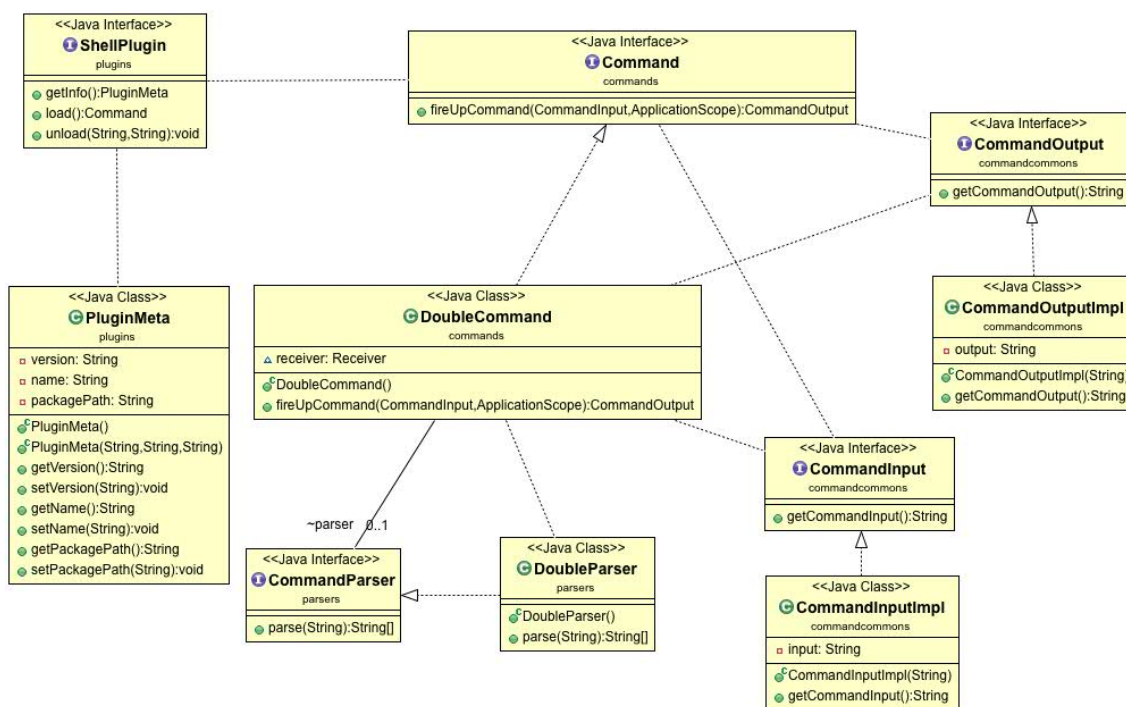 <<Java Interface>>
ShellPlugin
plugins
getInfo():PluginMeta
load():Command
unload(String,String):void
<<Java Interface>>
Command
commands
fireUpCommand(CommandInput,ApplicationScope):CommandOutput
<<Java Interface>>
CommandOutput
commandcommons
getCommandOutput():String
<<Java Class>>
PluginMeta
plugins
version: String
name: String
packagePath: String
PluginMeta()
PluginMeta(String,String,String)
getVersion():String
setVersion(String):void
getName():String
setName(String):void
getPackagePath():String
setPackagePath(String):void
<<Java Class>>
DoubleCommand
commands
receiver: Receiver
DoubleCommand()
fireUpCommand(CommandInput,ApplicationScope):CommandOutput
<<Java Class>>
CommandOutputImpl
commandcommons
output: String
CommandOutputImpl(String)
getCommandOutput():String
~parser 0..1
<<Java Interface>>
CommandParser
parsers
parse(String):String[]
<<Java Class>>
DoubleParser
parsers
DoubleParser()
parse(String):String[]
<<Java Interface>>
CommandInput
commandcommons
getCommandInput():String
<<Java Class>>
CommandInputImpl
commandcommons
input: String
CommandInputImpl(String)
getCommandInput():String